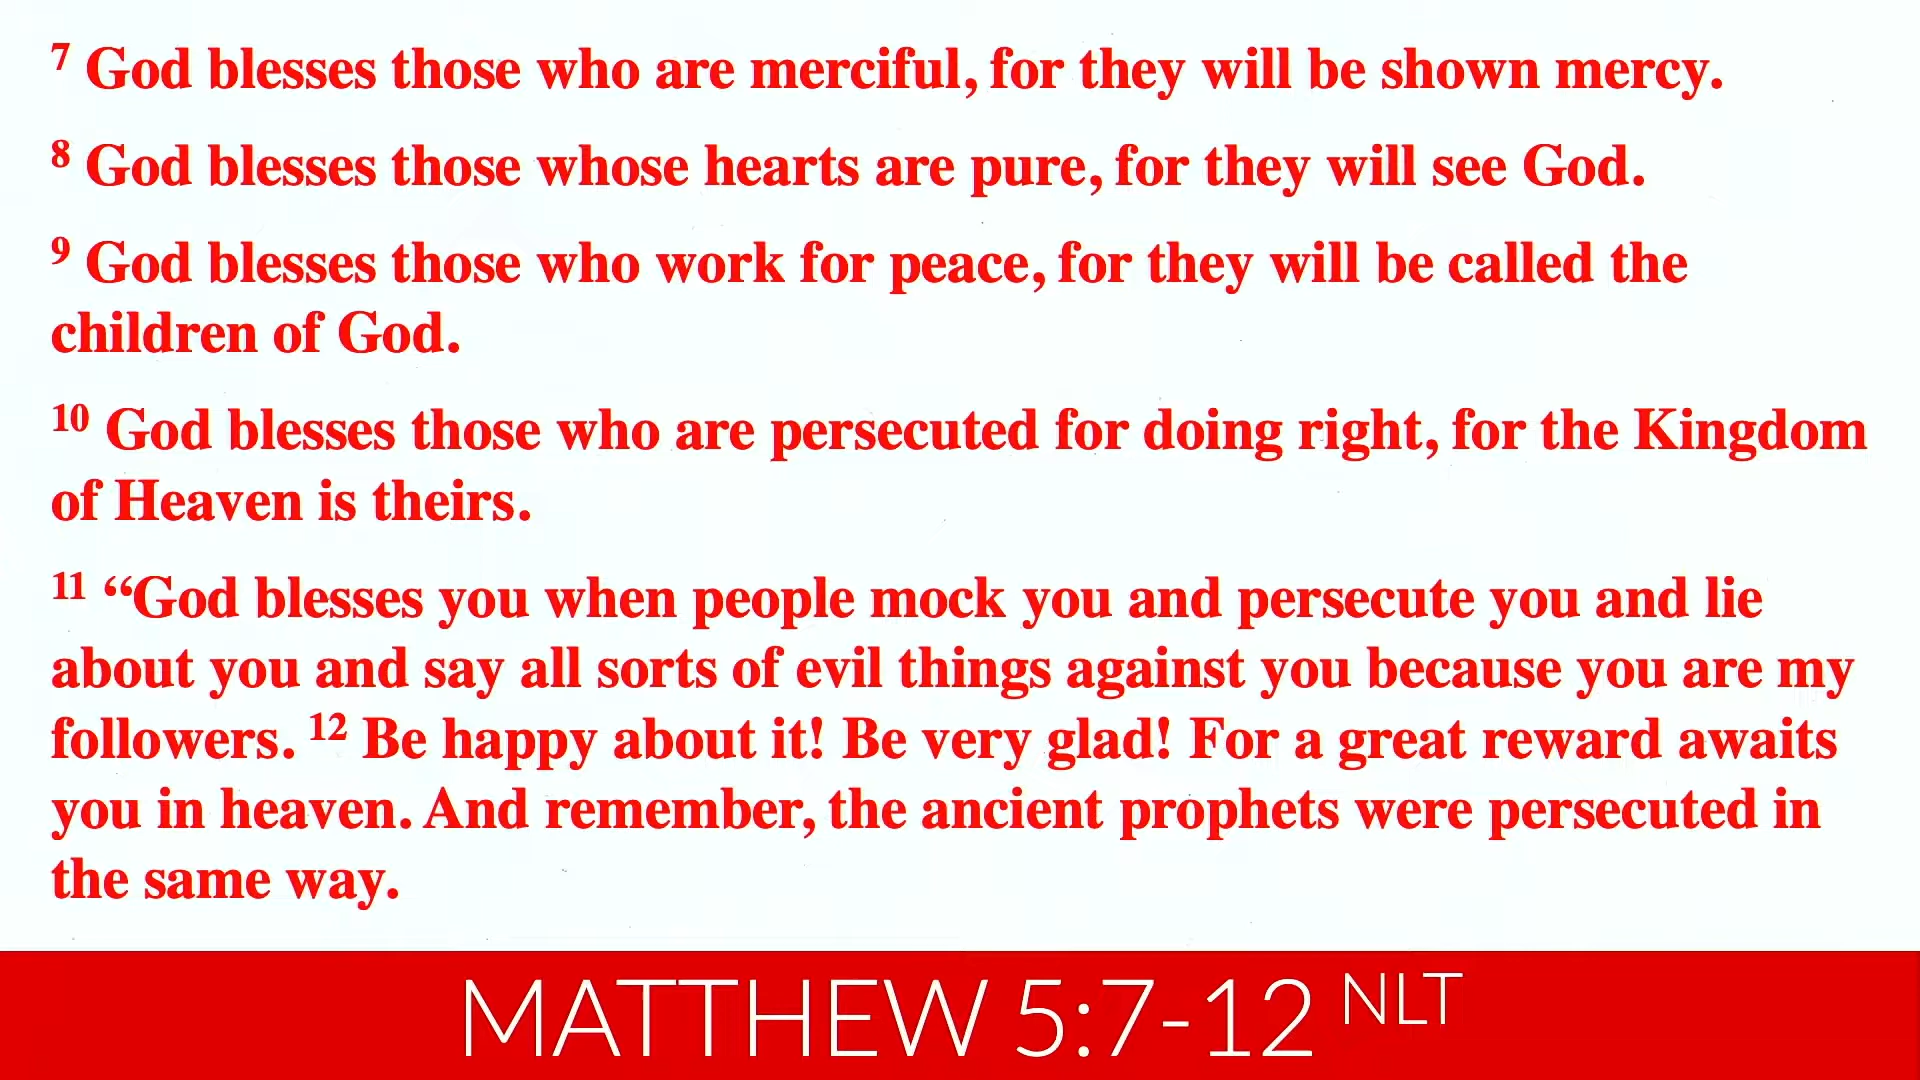 7 God blesses those who are merciful, for they will be shown mercy.
8 God blesses those whose hearts are pure, for they will see God.
9 God blesses those who work for peace, for they will be called the
children of God.
10 God blesses those who are persecuted for doing right, for the Kingdom
of Heaven is theirs.
11 “God blesses you when people mock you and persecute you and lie
about you and say all sorts of evil things against you because you are my
followers. 12 Be happy about it! Be very glad! For a great reward awaits
you in heaven. And remember, the ancient prophets were persecuted in
the same way.
MATTHEW 5:7-12 NLT